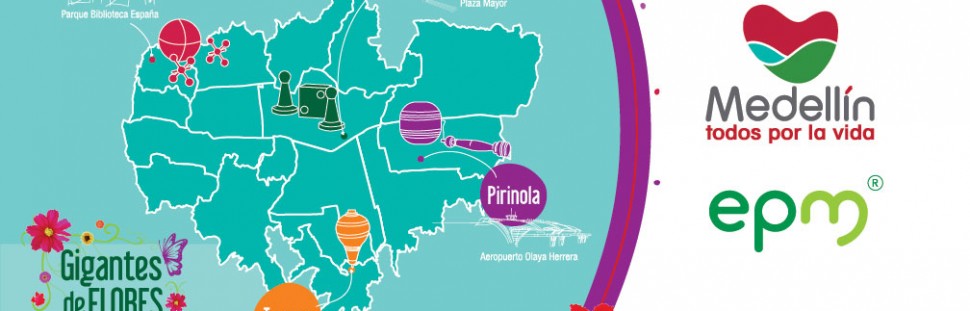 Parque Biblioteca España
Plaza Mayor
Pirinola
Aeropuerto Olaya Herrera
Gigantes
de FLORES
Medellín
todos por la vida
epm®